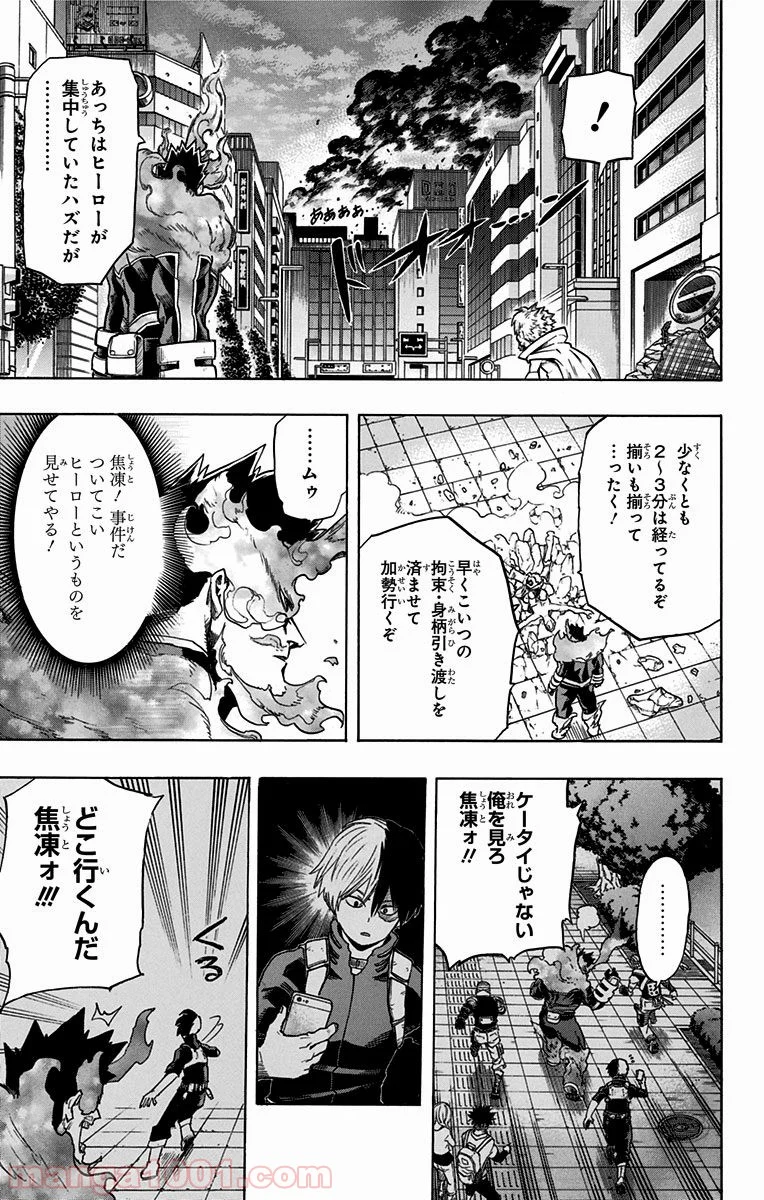 ！
ドォォン
あぁぁぁ
DNX
あっちはヒーローが
集中していたハズだが
………
少なくとも
2〜3分は経ってるぞ
揃いも揃って
…ったく！
早くこいつの
拘束・身柄引き渡しを
済ませて
加勢行くぞ
……ムゥ
焦凍！事件だ
ついてこい
ヒーローというものを
見せてやる！
………
ケータイじゃない
俺を見ろ
焦凍ォ!!
くる
どこ行くんだ
焦凍ォ!!!
manga1001.com